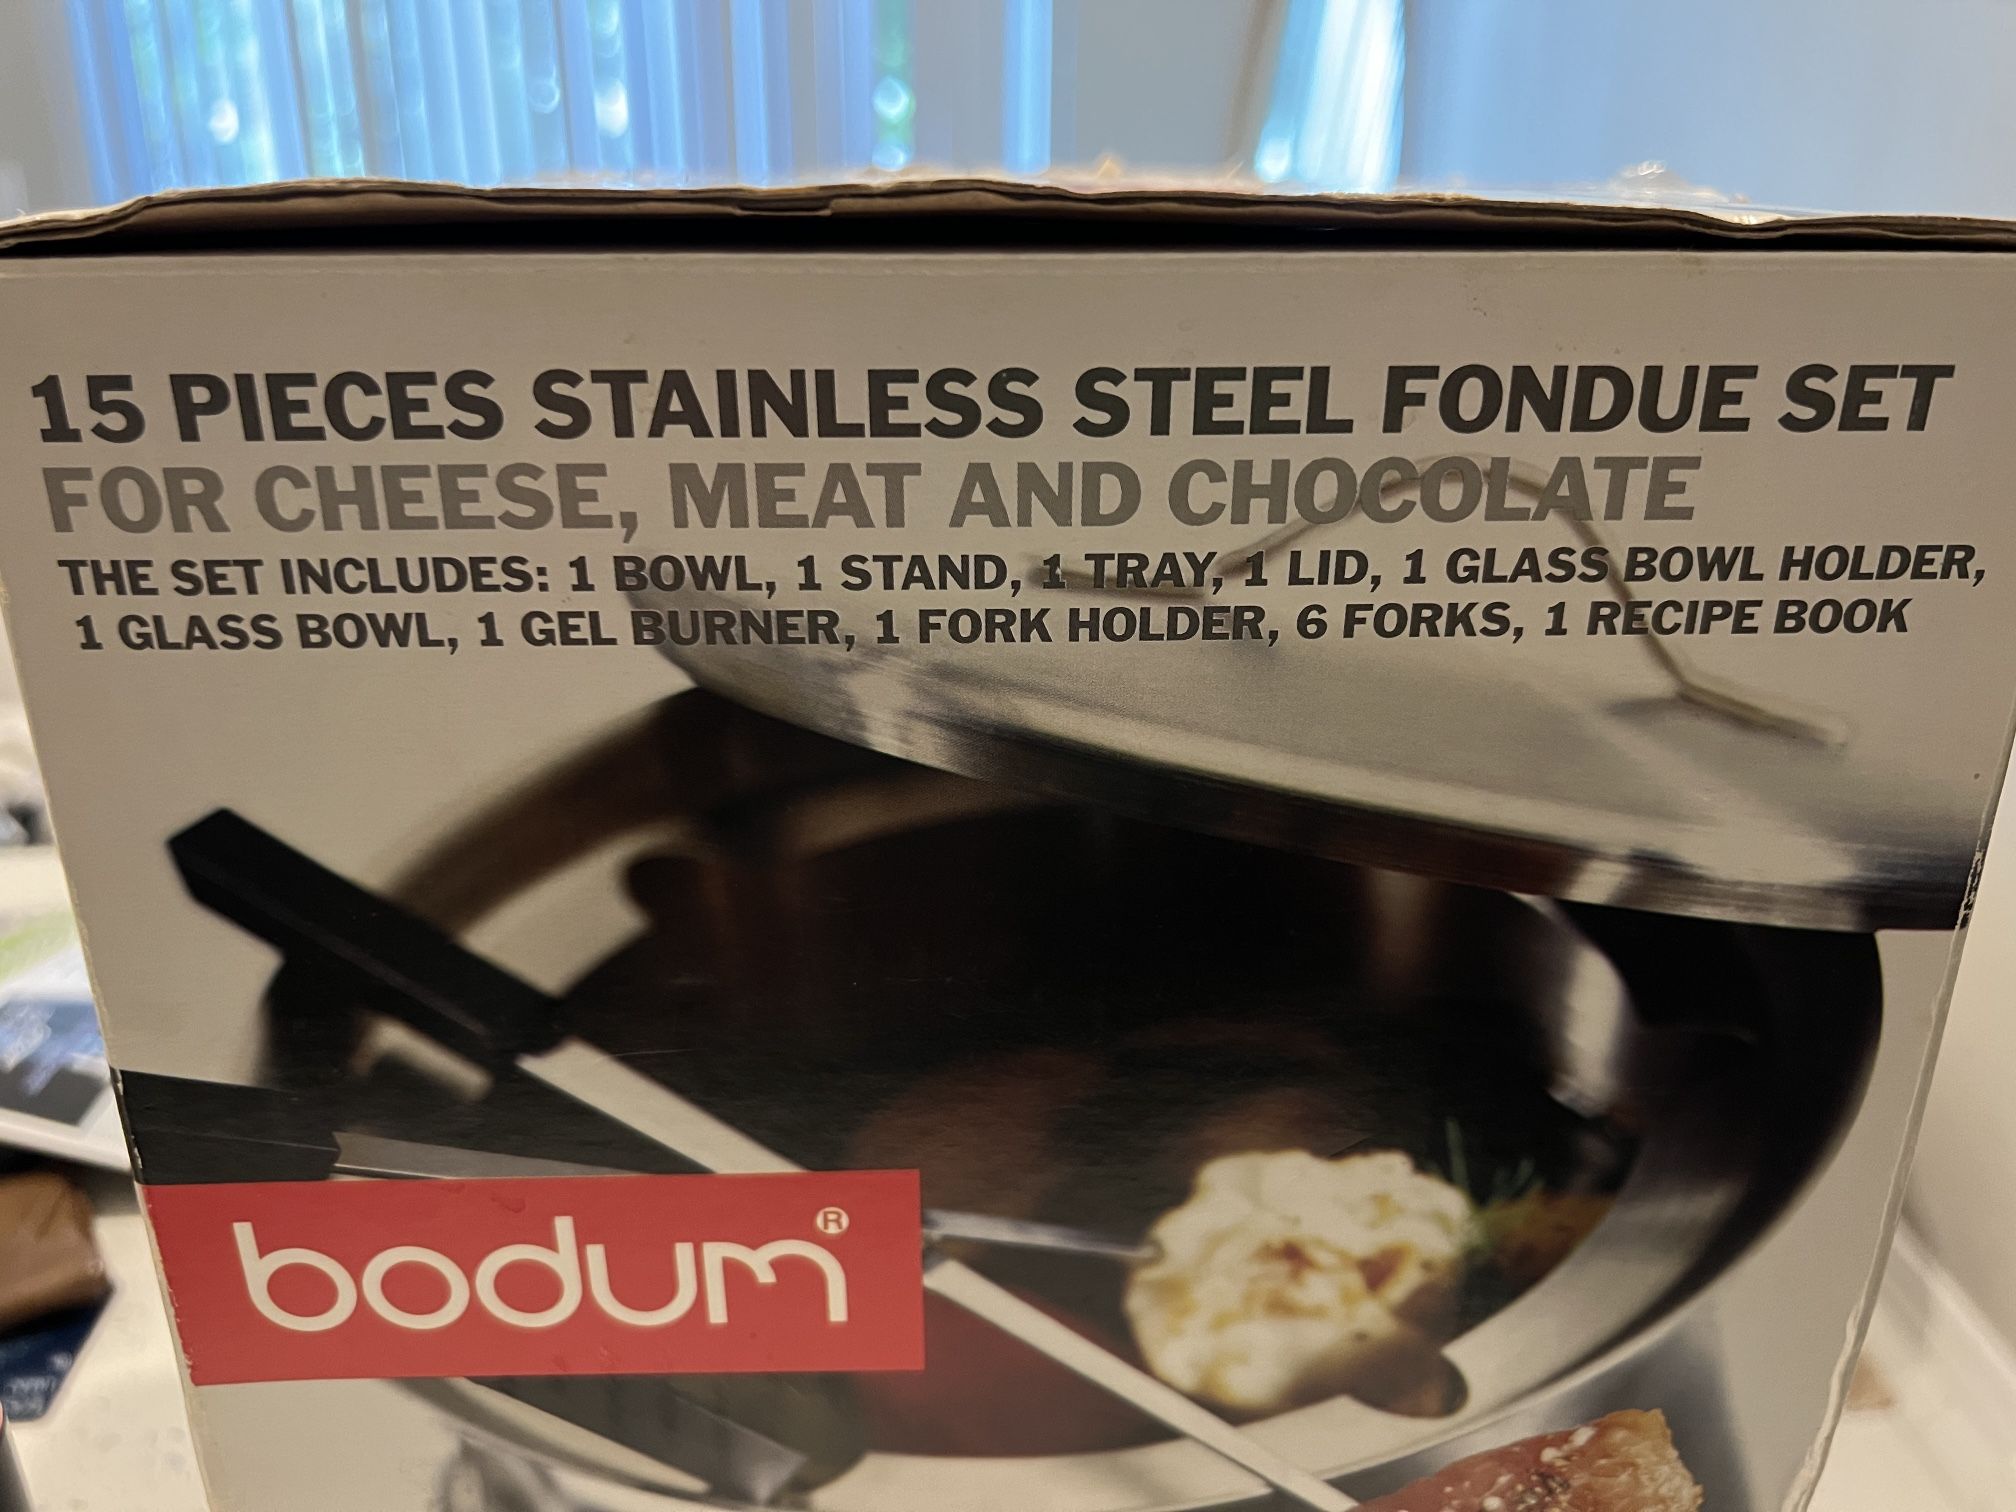 15 PIECES STAINLESS STEEL FONDUE SET
FOR CHEESE, MEAT AND CHOCOLATE
THE SET INCLUDES: 1 BOWL, 1 STAND, 1 TRAY, 1 LID, 1 GLASS BOWL HOLDER,
1 GLASS BOWL, 1 GEL BURNER, 1 FORK HOLDER, 6 FORKS, 1 RECIPE BOOK
bodum®